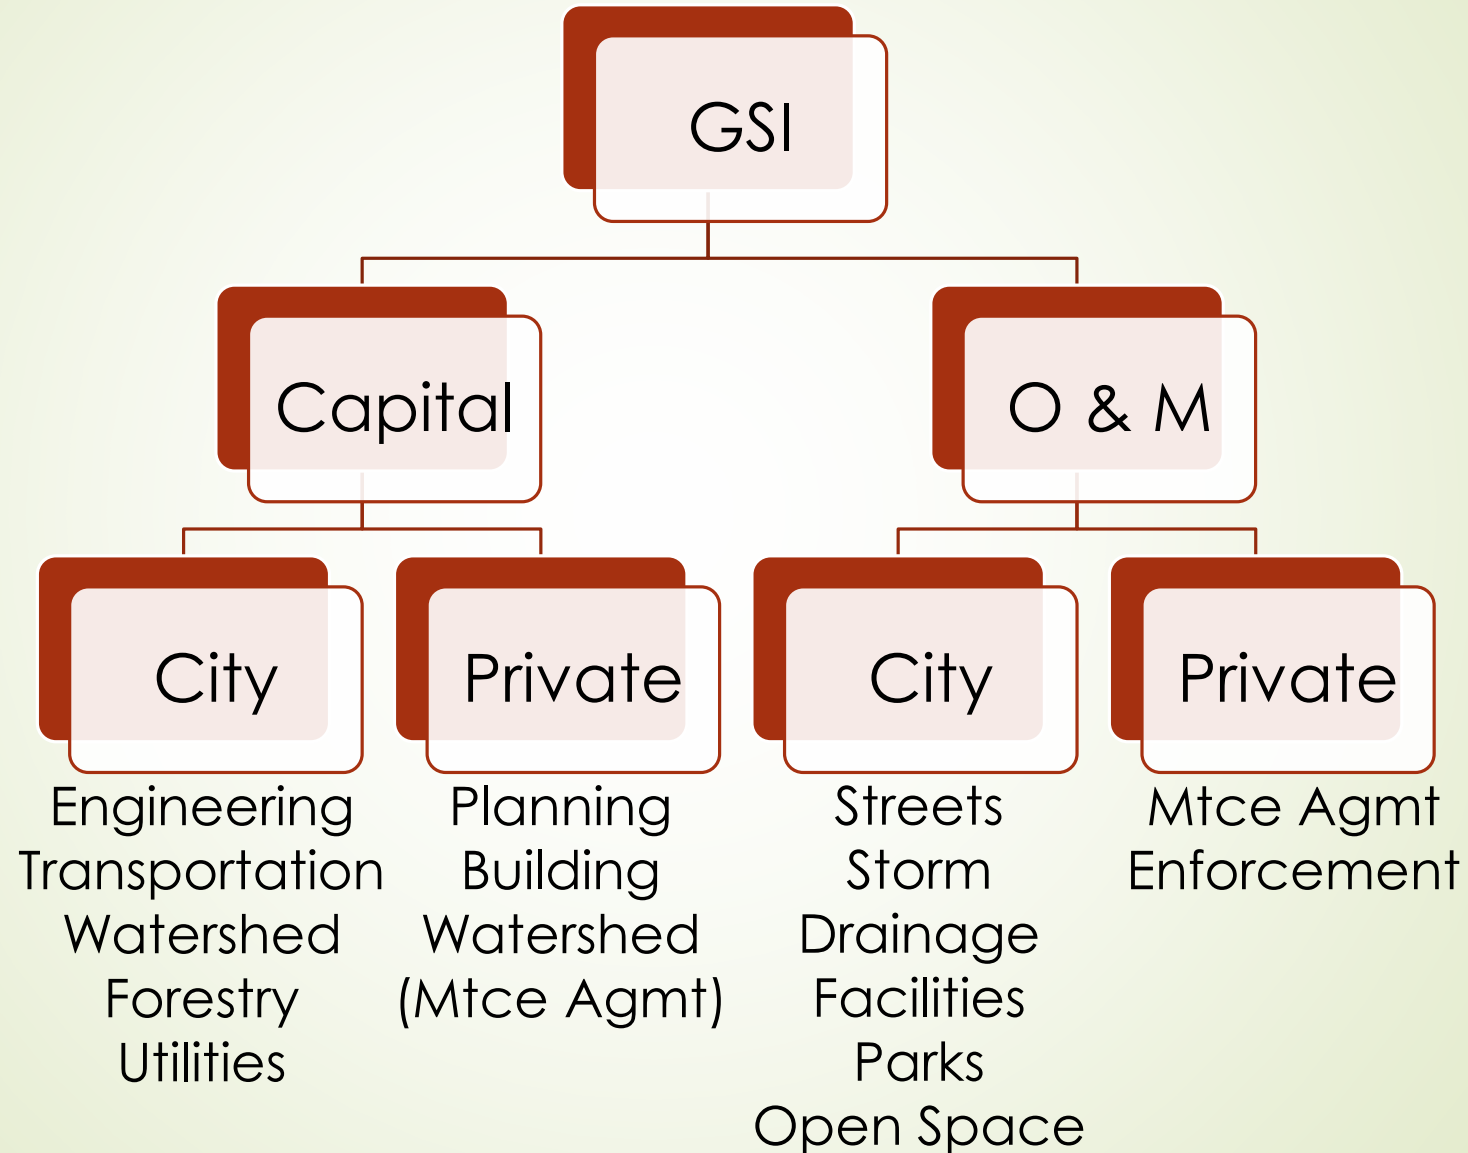 GSI
Capital
O & M
City
Private
City
Private
Engineering
Transportation
Watershed
Forestry
Utilities
Planning
Building
Watershed
(Mtce Agmt)
Streets
Storm
Drainage
Facilities
Parks
Open Space
Mtce Agmt
Enforcement